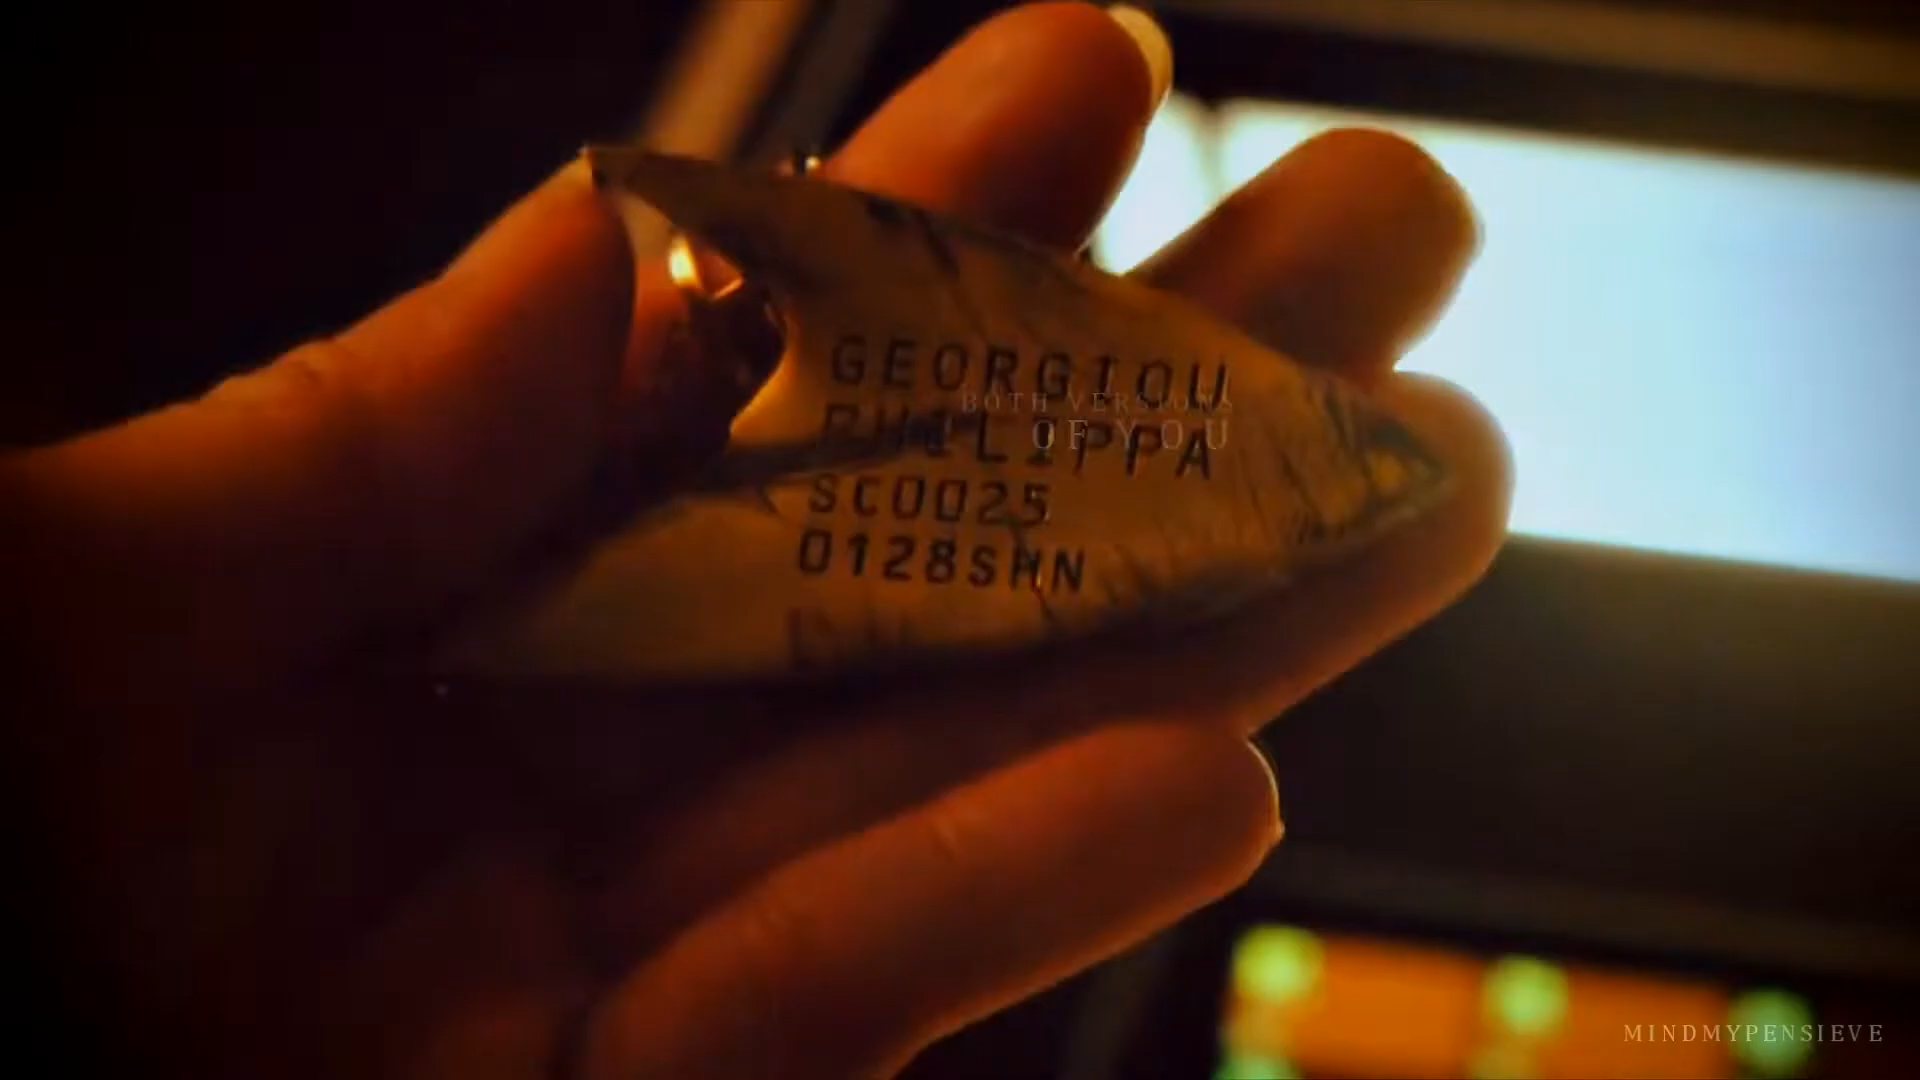 GEORGIOU
PHILIPPA
SC0025
0128SHN
BOTH VERSIONS
OF YOU
MINDMYPENSIEVE